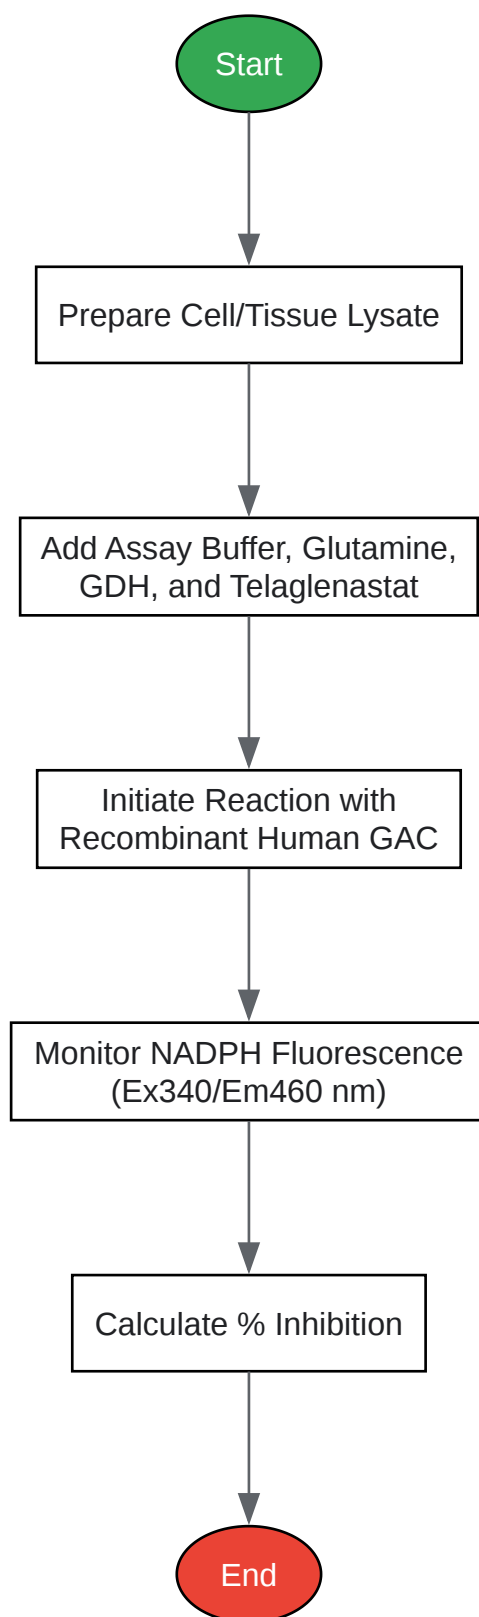 Start
Prepare Cell/Tissue Lysate
Add Assay Buffer, Glutamine,
GDH, and Telaglenastat
Initiate Reaction with
Recombinant Human GAC
Monitor NADPH Fluorescence
(Ex340/Em460 nm)
Calculate % Inhibition
End